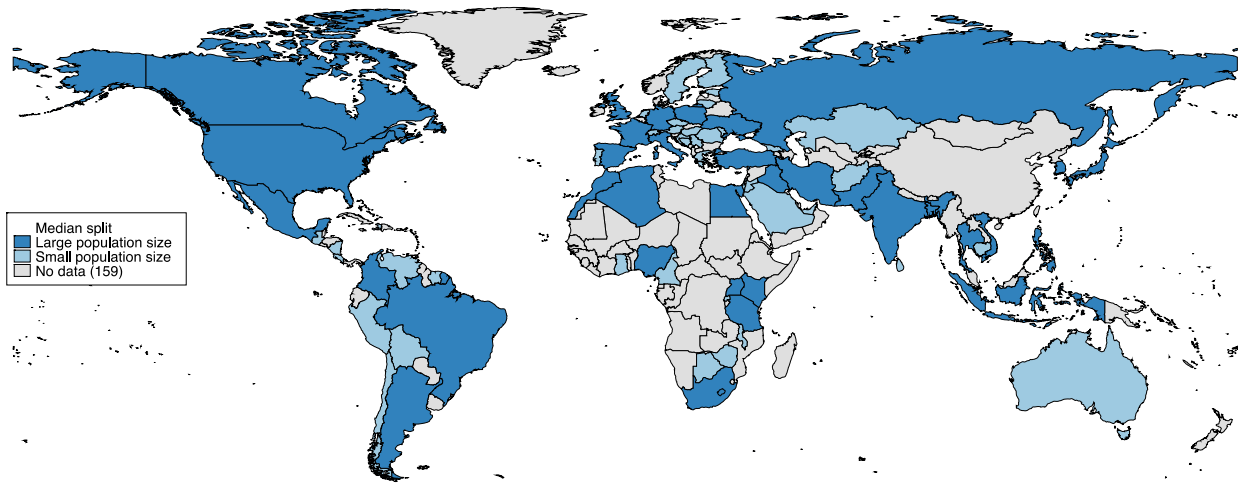 Median split
Large population size
Small population size
No data (159)